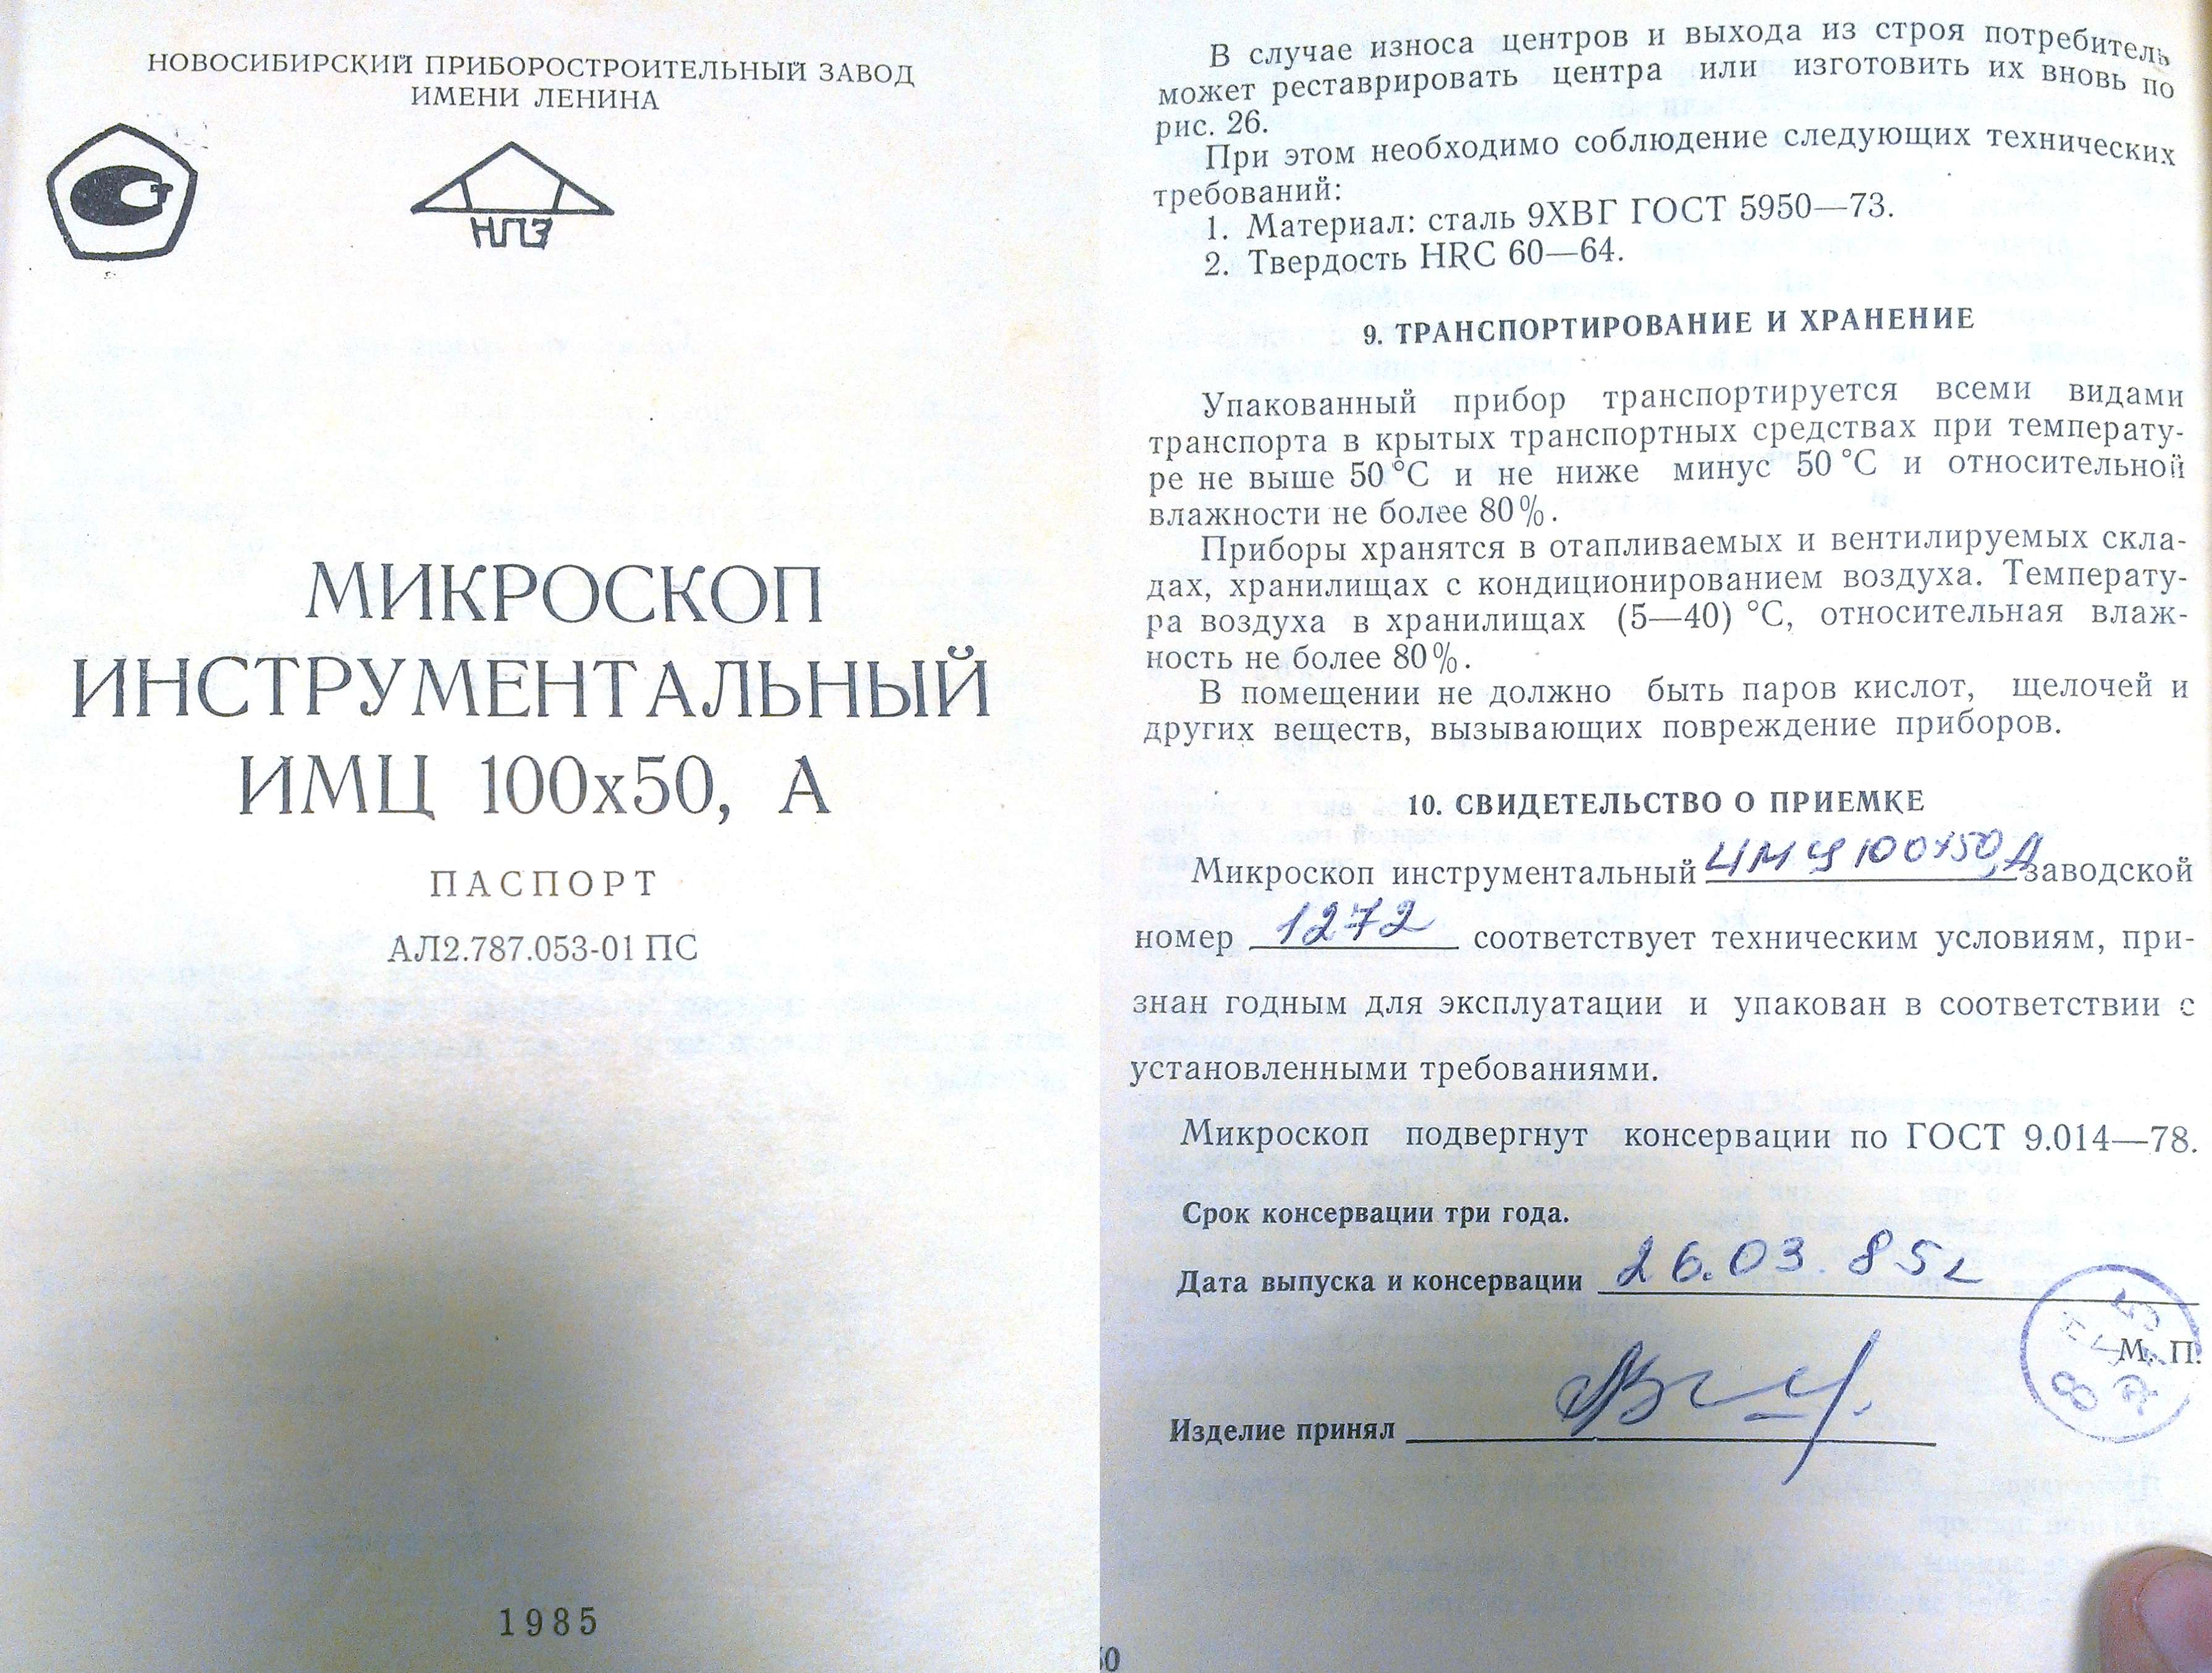 НОВОСИБИРСКИЙ ПРИБОРОСТРОИТЕЛЬНЫЙ ЗАВОД
ИМЕНИ ЛЕНИНА
НПЗ
МИКРОСКОП
ИНСТРУМЕНТАЛЬНЫЙ
ИМЦ 100х50, А
ПАСПОРТ
АЛ2.787.053-01 ПС
1985
В случае износа центров и выхода из строя потребитель
может реставрировать центра или изготовить их вновь по
рис. 26.
При этом необходимо соблюдение следующих технических
требований:
1. Материал: сталь 9ХВГ ГОСТ 5950—73.
2. Твердость HRC 60—64.
9. ТРАНСПОРТИРОВАНИЕ И ХРАНЕНИЕ
Упакованный прибор транспортируется всеми видами
транспорта в крытых транспортных средствах при температу-
ре не выше 50 °С и не ниже минус 50 °С и относительной
влажности не более 80%.
Приборы хранятся в отапливаемых и вентилируемых скла-
дах, хранилищах с кондиционированием воздуха. Температу-
ра воздуха в хранилищах (5—40) °С, относительная влаж-
ность не более 80%.
В помещении не должно быть паров кислот, щелочей и
других веществ, вызывающих повреждение приборов.
10. СВИДЕТЕЛЬСТВО О ПРИЕМКЕ
Микроскоп инструментальный ИМЦ 100х50, А заводской
номер 1272 соответствует техническим условиям, при-
знан годным для эксплуатации и упакован в соответствии с
установленными требованиями.
Микроскоп подвергнут консервации по ГОСТ 9.014—78.
Срок консервации три года.
Дата выпуска и консервации 26.03.85г
М. П.
Изделие принял